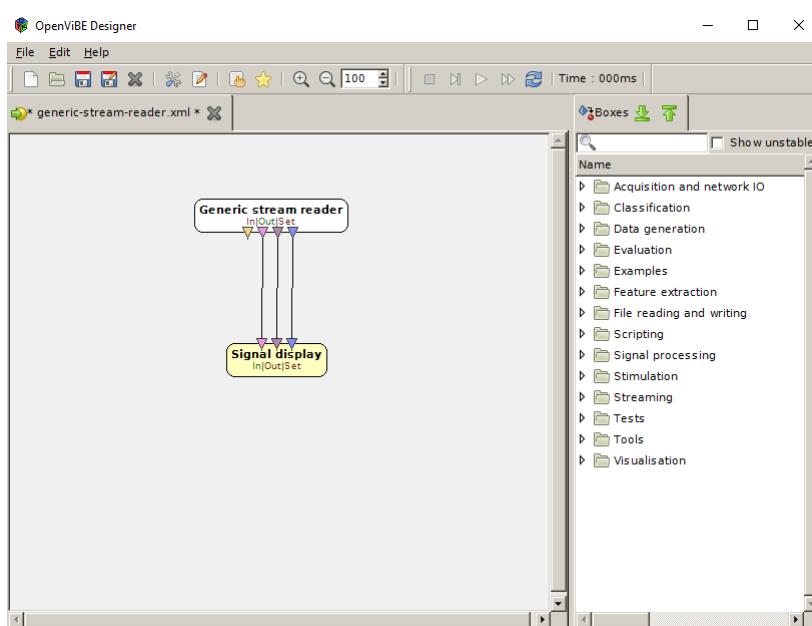 OpenViBE Designer
File Edit Help
100 Time : 000ms
* generic-stream-reader.xml *
Boxes
Show unstable
Name
Acquisition and network IO
Classification
Data generation
Evaluation
Examples
Feature extraction
File reading and writing
Scripting
Signal processing
Stimulation
Streaming
Tests
Tools
Visualisation
Generic stream reader
In|Out|Set
Signal display
In|Out|Set